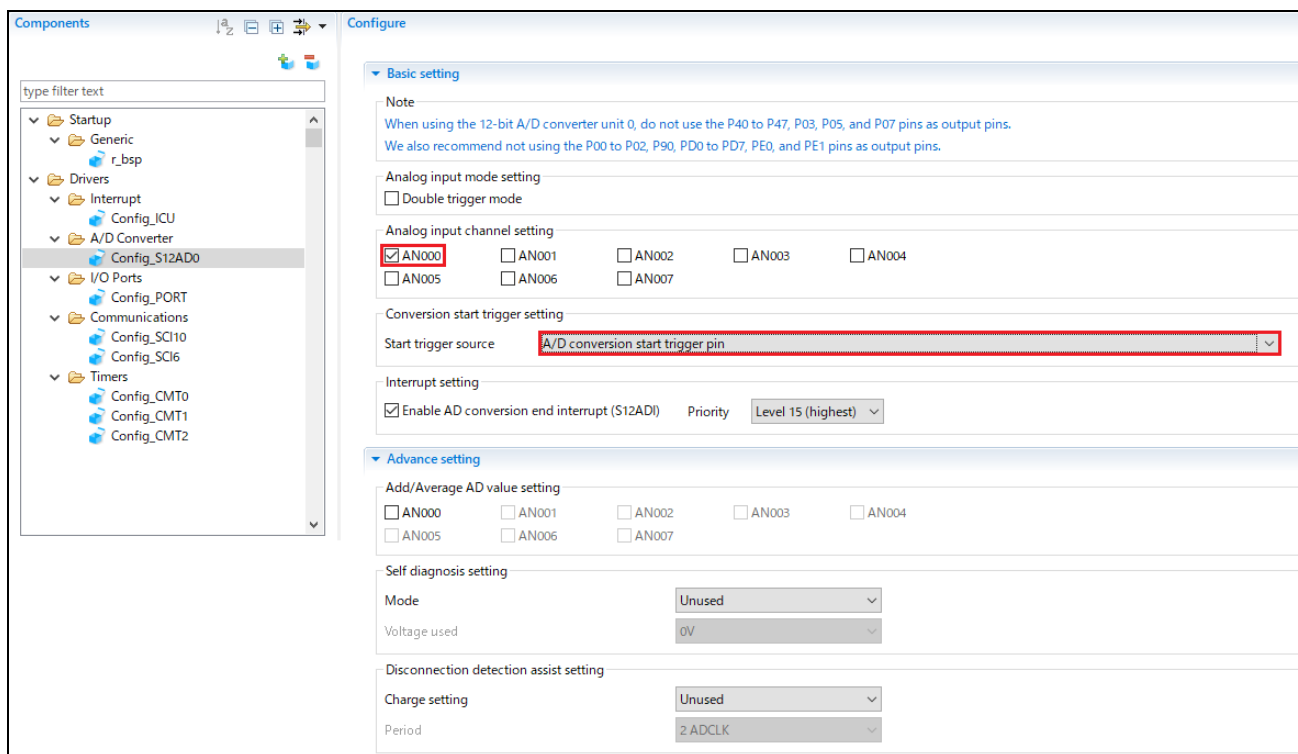 Components
type filter text
Startup
Generic
r_bsp
Drivers
Interrupt
Config_ICU
A/D Converter
Config_S12AD0
I/O Ports
Config_PORT
Communications
Config_SCI10
Config_SCI6
Timers
Config_CMT0
Config_CMT1
Config_CMT2
Configure
Basic setting
Note
When using the 12-bit A/D converter unit 0, do not use the P40 to P47, P03, P05, and P07 pins as output pins.
We also recommend not using the P00 to P02, P90, PD0 to PD7, PE0, and PE1 pins as output pins.
Analog input mode setting
Double trigger mode
Analog input channel setting
AN000 AN001 AN002 AN003 AN004
AN005 AN006 AN007
Conversion start trigger setting
Start trigger source A/D conversion start trigger pin
Interrupt setting
Enable AD conversion end interrupt (S12ADI) Priority Level 15 (highest)
Advance setting
Add/Average AD value setting
AN000 AN001 AN002 AN003 AN004
AN005 AN006 AN007
Self diagnosis setting
Mode Unused
Voltage used 0V
Disconnection detection assist setting
Charge setting Unused
Period 2 ADCLK